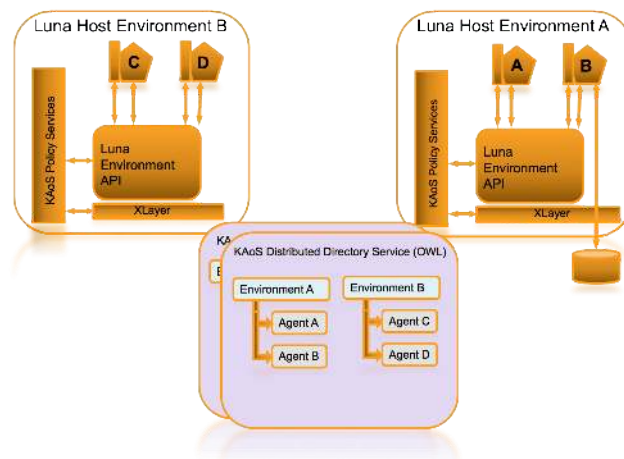 Luna Host Environment B
Luna Host Environment A
C
D
A
B
KAoS Policy Services
Luna
Environment
API
XLayer
KAoS Policy Services
Luna
Environment
API
XLayer
KA
E
KAoS Distributed Directory Service (OWL)
Environment A
Environment B
Agent A
Agent C
Agent B
Agent D